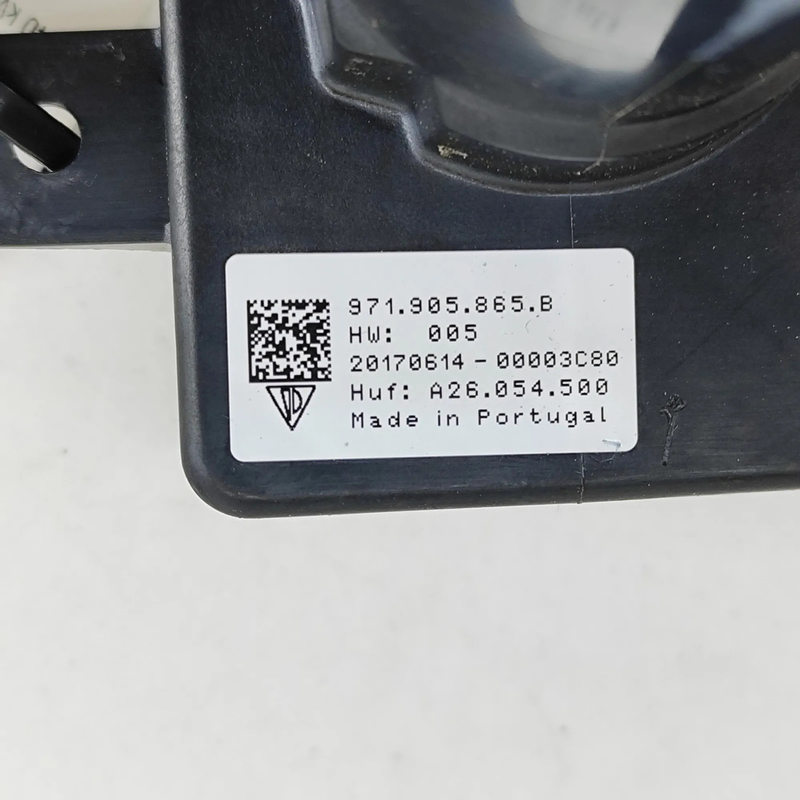 971.905.865.B
HW: 005
20170614-00003C80
Huf: A26.054.500
Made in Portugal